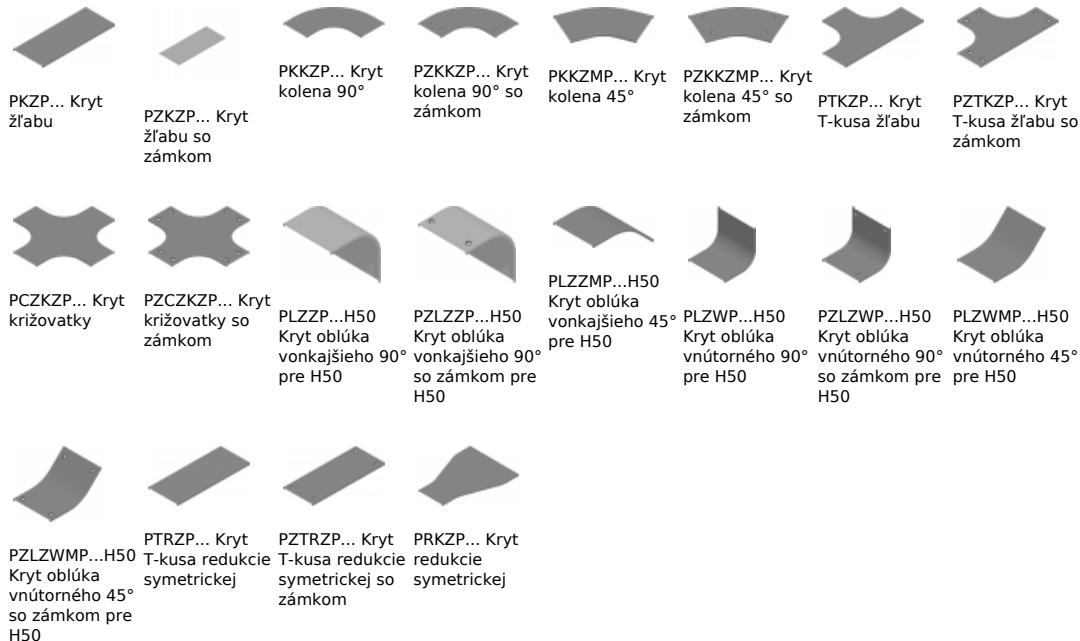 PKZP... Kryt
žľabu
PZKZP... Kryt
žľabu so
zámkom
PKKZP... Kryt
kolena 90°
PZKKZP... Kryt
kolena 90° so
zámkom
PKKZMP... Kryt
kolena 45°
PZKKZMP... Kryt
kolena 45° so
zámkom
PTKZP... Kryt
T-kusa žľabu
PZTKZP... Kryt
T-kusa žľabu so
zámkom
PCZKZP... Kryt
križovatky
PZCZKZP... Kryt
križovatky so
zámkom
PLZZP...H50
Kryt oblúka
vonkajšieho 90°
pre H50
PZLZZP...H50
Kryt oblúka
vonkajšieho 90°
so zámkom pre
H50
PLZZMP...H50
Kryt oblúka
vonkajšieho 45°
pre H50
PLZWP...H50
Kryt oblúka
vnútorného 90°
pre H50
PZLZWP...H50
Kryt oblúka
vnútorného 90°
so zámkom pre
H50
PLZWMP...H50
Kryt oblúka
vnútorného 45°
pre H50
PZLZWMP...H50
Kryt oblúka
vnútorného 45°
so zámkom pre
H50
PTRZP... Kryt
T-kusa redukcie
symetrickej
PZTRZP... Kryt
T-kusa redukcie
symetrickej so
zámkom
PRKZP... Kryt
redukcie
symetrickej